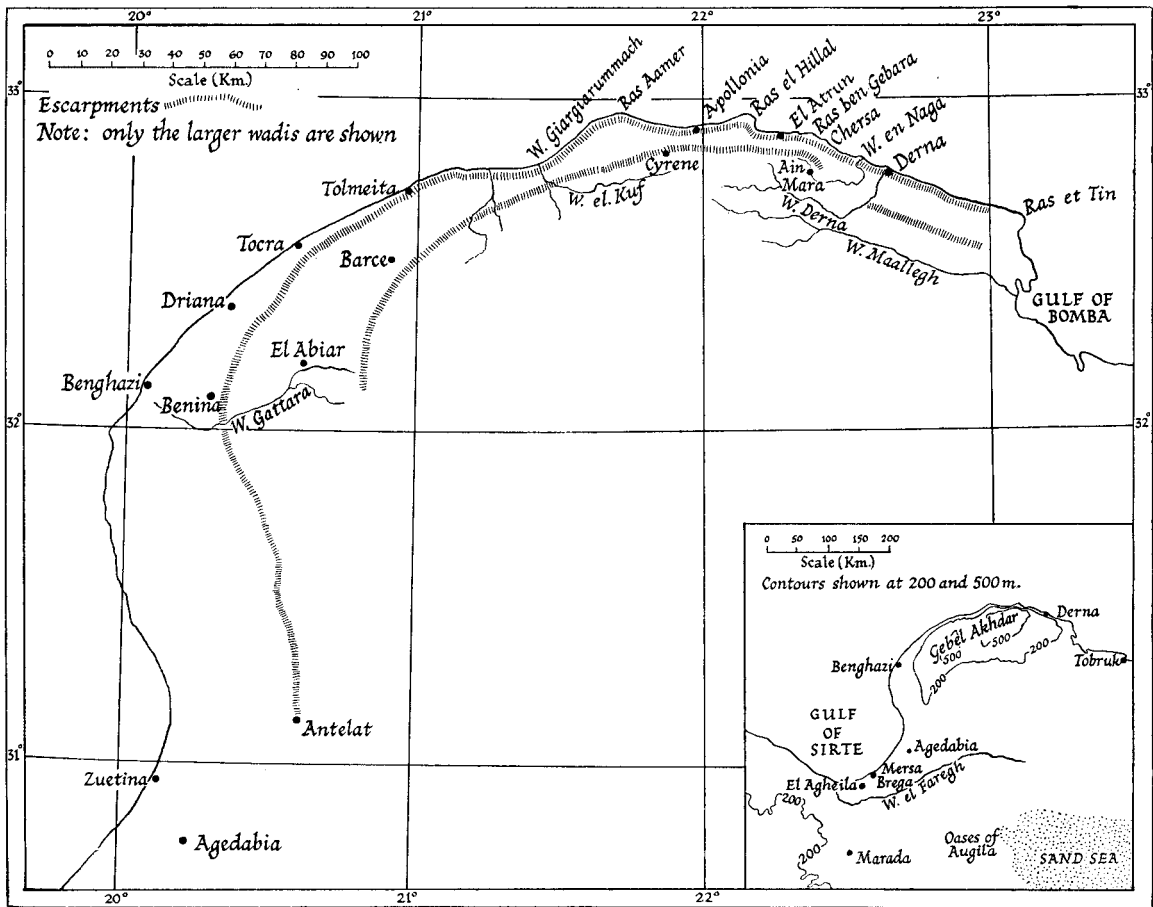 20°
21°
22°
23°
0 10 20 30 40 50 60 70 80 100
Scale (Km.)
33°
33°
Escarpments
Note: only the larger wadis are shown
W. Giargiarummach
Ras Aamer
Apollonia
Ras el Hillal
El Atrun
Ras ben Gebara
Chersa
W. en Naga
Derna
Tolmeita
Cyrene
Ain
Mara
W. el Kuf
W. Derna
Ras et Tin
Tocra
Barce
W. Maallegh
Driana
GULF OF
BOMBA
El Abiar
Benghazi
Benina
W. Gattara
32°
32°
Antelat
31°
Zuetina
Agedabia
20°
21°
22°
0 50 100 150 200
Scale (Km.)
Contours shown at 200 and 500 m.
Derna
Gebel Akhdar
500
500
200
200
Benghazi
Tobruk
GULF
OF
SIRTE
Agedabia
Mersa
Brega
El Agheila
W. el Faregh
200
200
Oases of
Augila
Marada
SAND SEA